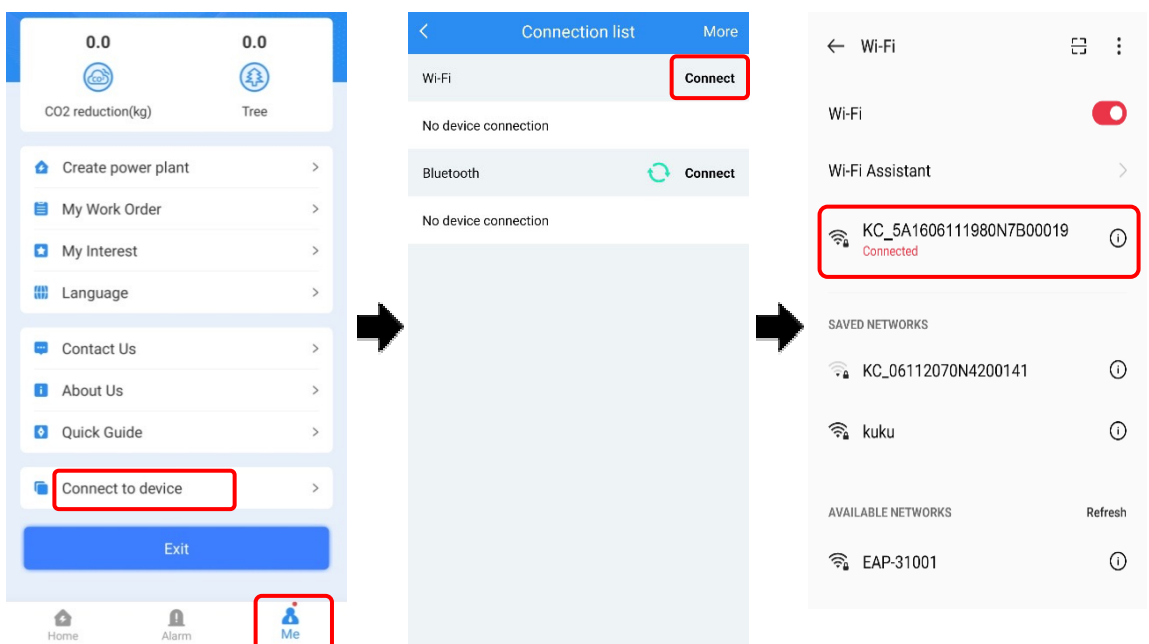 0.0 0.0
CO2 reduction(kg) Tree
Create power plant
My Work Order
My Interest
Language
Contact Us
About Us
Quick Guide
Connect to device
Exit
Home Alarm Me
Connection list More
Wi-Fi Connect
No device connection
Bluetooth Connect
No device connection
Wi-Fi
Wi-Fi
Wi-Fi Assistant
KC_5A1606111980N7B00019
Connected
SAVED NETWORKS
KC_06112070N4200141
kuku
AVAILABLE NETWORKS Refresh
EAP-31001